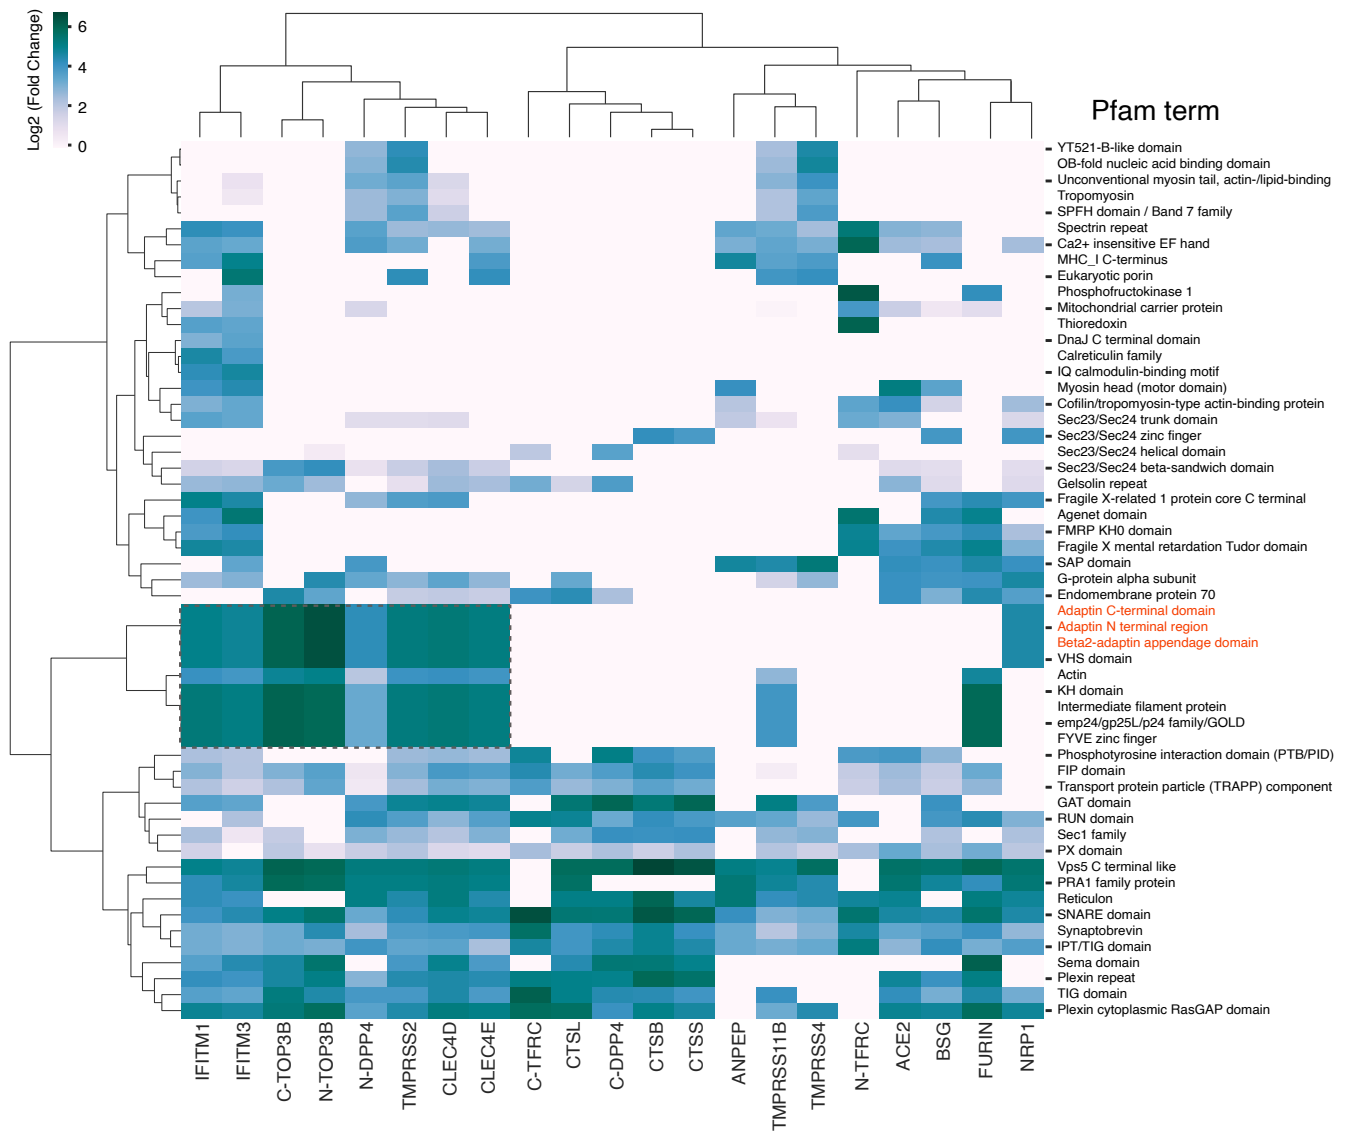 Log2 (Fold Change)
6
4
2
0
Pfam term
YT521-B-like domain
OB-fold nucleic acid binding domain
Unconventional myosin tail, actin-/lipid-binding
Tropomyosin
SPFH domain / Band 7 family
Spectrin repeat
Ca2+ insensitive EF hand
MHC_I C-terminus
Eukaryotic porin
Phosphofructokinase 1
Mitochondrial carrier protein
Thioredoxin
DnaJ C terminal domain
Calreticulin family
IQ calmodulin-binding motif
Myosin head (motor domain)
Cofilin/tropomyosin-type actin-binding protein
Sec23/Sec24 trunk domain
Sec23/Sec24 zinc finger
Sec23/Sec24 helical domain
Sec23/Sec24 beta-sandwich domain
Gelsolin repeat
Fragile X-related 1 protein core C terminal
Agenet domain
FMRP KH0 domain
Fragile X mental retardation Tudor domain
SAP domain
G-protein alpha subunit
Endomembrane protein 70
Adaptin C-terminal domain
Adaptin N terminal region
Beta2-adaptin appendage domain
VHS domain
Actin
KH domain
Intermediate filament protein
emp24/gp25L/p24 family/GOLD
FYVE zinc finger
Phosphotyrosine interaction domain (PTB/PID)
FIP domain
Transport protein particle (TRAPP) component
GAT domain
RUN domain
Sec1 family
PX domain
Vps5 C terminal like
PRA1 family protein
Reticulon
SNARE domain
Synaptobrevin
IPT/TIG domain
Sema domain
Plexin repeat
TIG domain
Plexin cytoplasmic RasGAP domain
IFITM1
IFITM3
C-TOP3B
N-TOP3B
N-DPP4
TMPRSS2
CLEC4D
CLEC4E
C-TFRC
CTSL
C-DPP4
CTSB
CTSS
ANPEP
TMPRSS11B
TMPRSS4
N-TFRC
ACE2
BSG
FURIN
NRP1